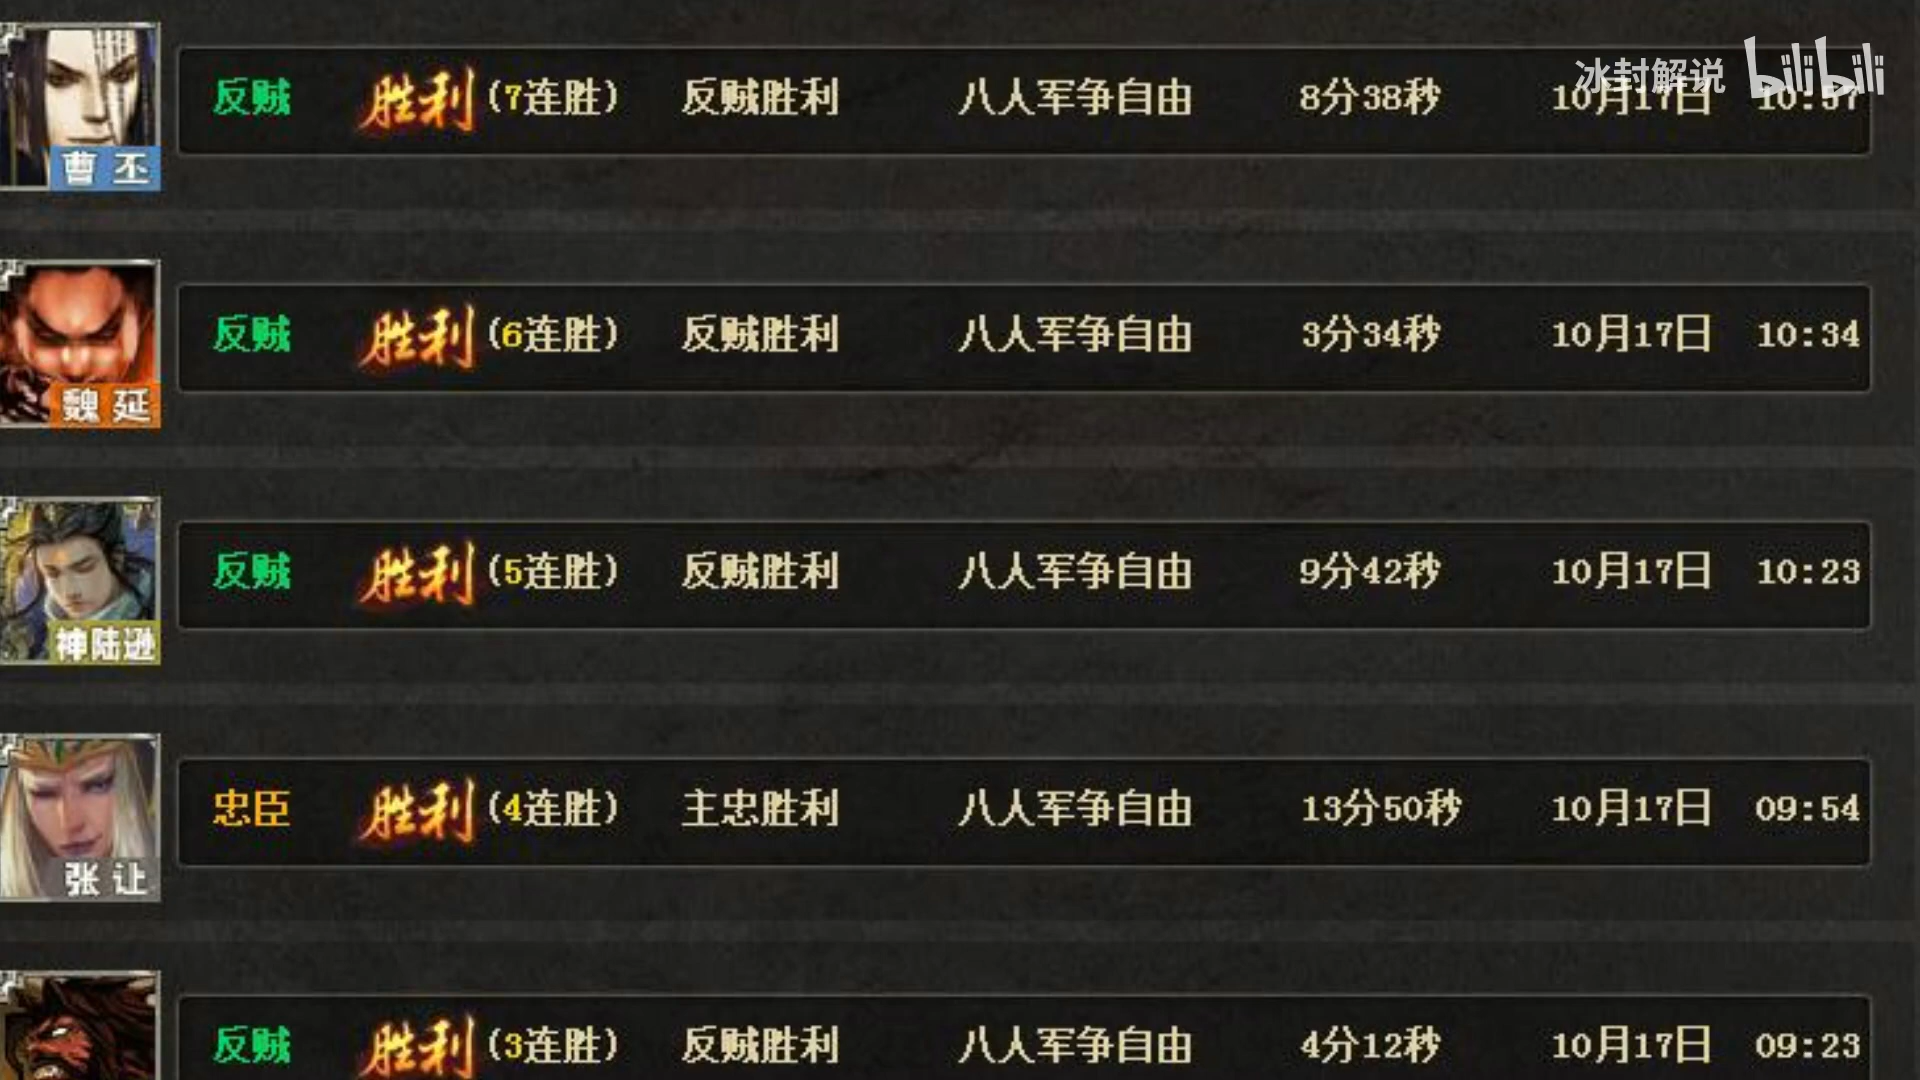 冰封解说 bilibili
反贼 胜利 (7连胜) 反贼胜利 八人军争自由 8分38秒 10月17日 10:57
曹丕
反贼 胜利 (6连胜) 反贼胜利 八人军争自由 3分34秒 10月17日 10:34
魏延
反贼 胜利 (5连胜) 反贼胜利 八人军争自由 9分42秒 10月17日 10:23
神陆逊
忠臣 胜利 (4连胜) 主忠胜利 八人军争自由 13分50秒 10月17日 09:54
张让
反贼 胜利 (3连胜) 反贼胜利 八人军争自由 4分12秒 10月17日 09:23